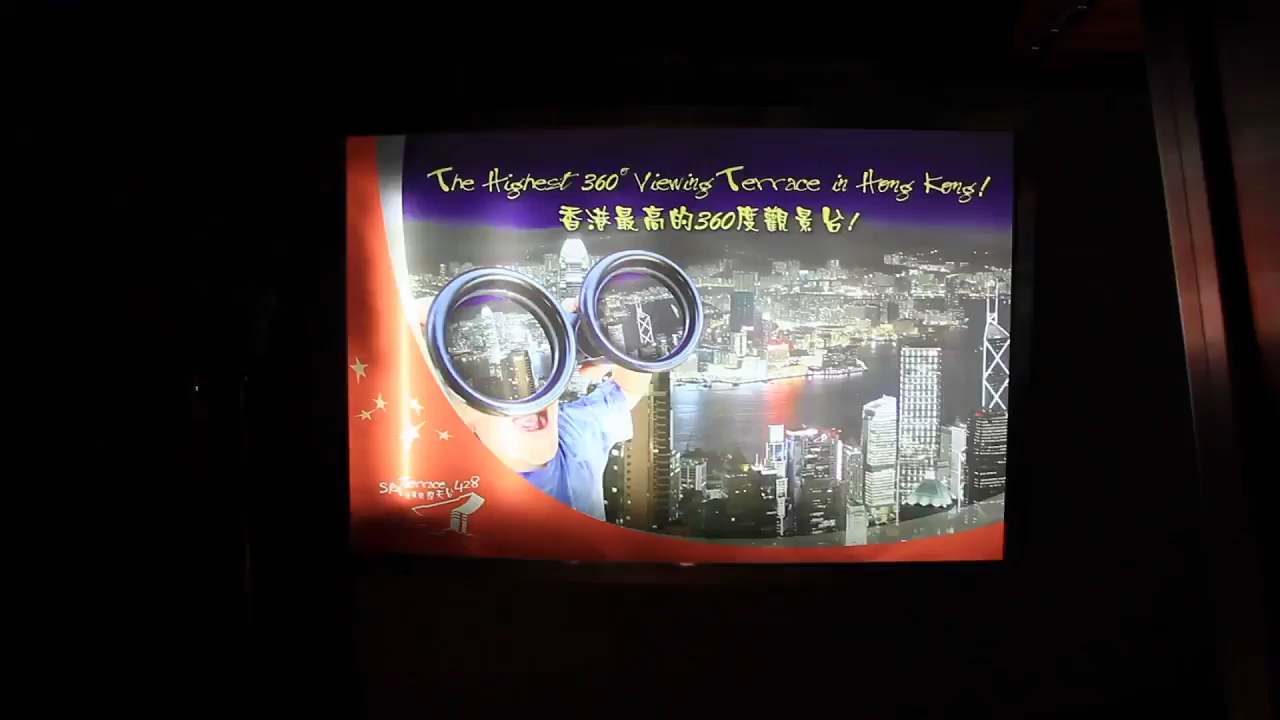 The Highest 360° Viewing Terrace in Hong Kong!
香港最高的360度觀景台!
Sky Terrace 428